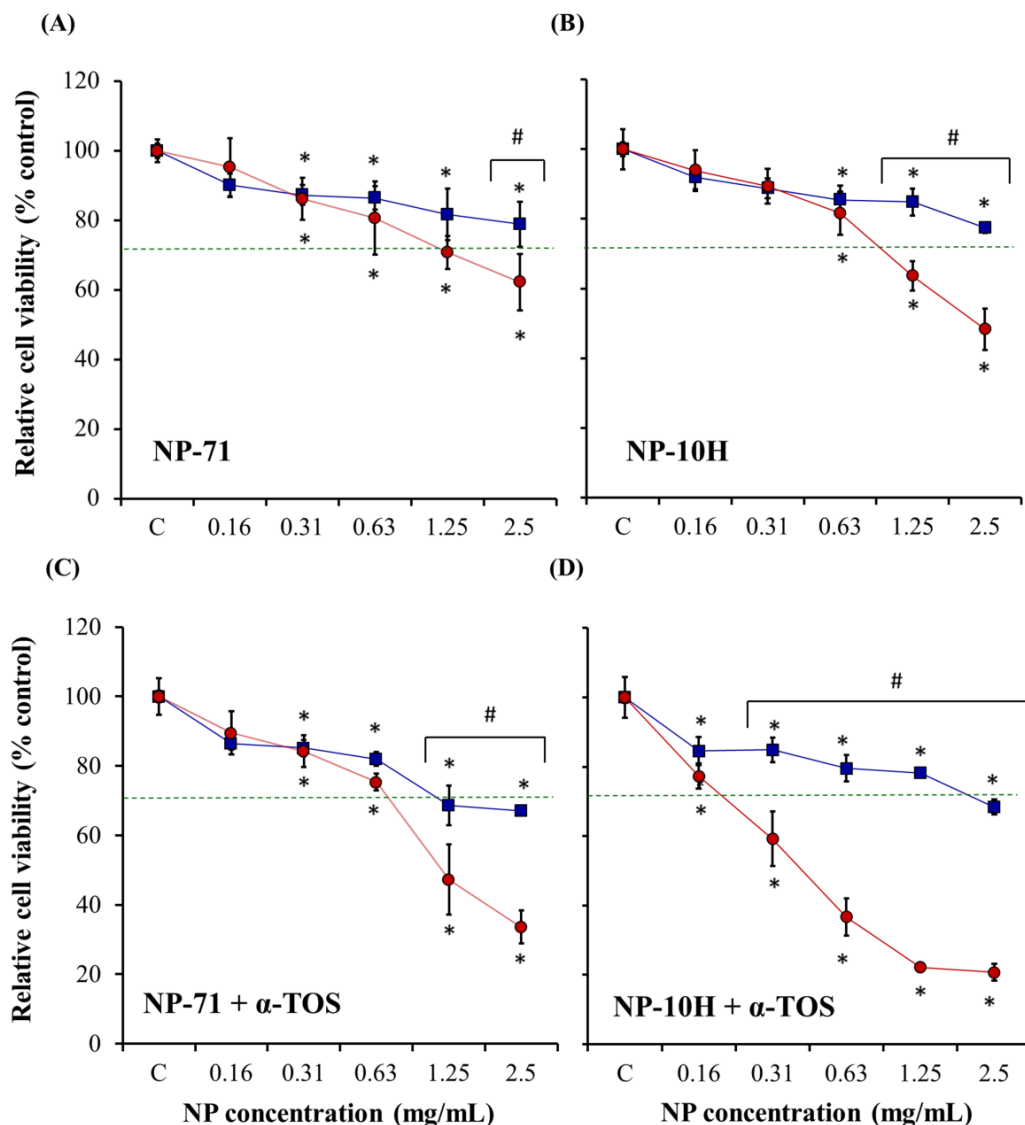 (A)
(B)
Relative cell viability (% control)
120
100
80
60
40
20
0
* * * *
* * * *
#
NP-71
C 0.16 0.31 0.63 1.25 2.5
* * *
* * *
#
NP-10H
C 0.16 0.31 0.63 1.25 2.5
(C)
(D)
Relative cell viability (% control)
120
100
80
60
40
20
0
* * * *
* * * *
#
NP-71 + α-TOS
C 0.16 0.31 0.63 1.25 2.5
NP concentration (mg/mL)
* * * * *
* * * * *
#
NP-10H + α-TOS
C 0.16 0.31 0.63 1.25 2.5
NP concentration (mg/mL)